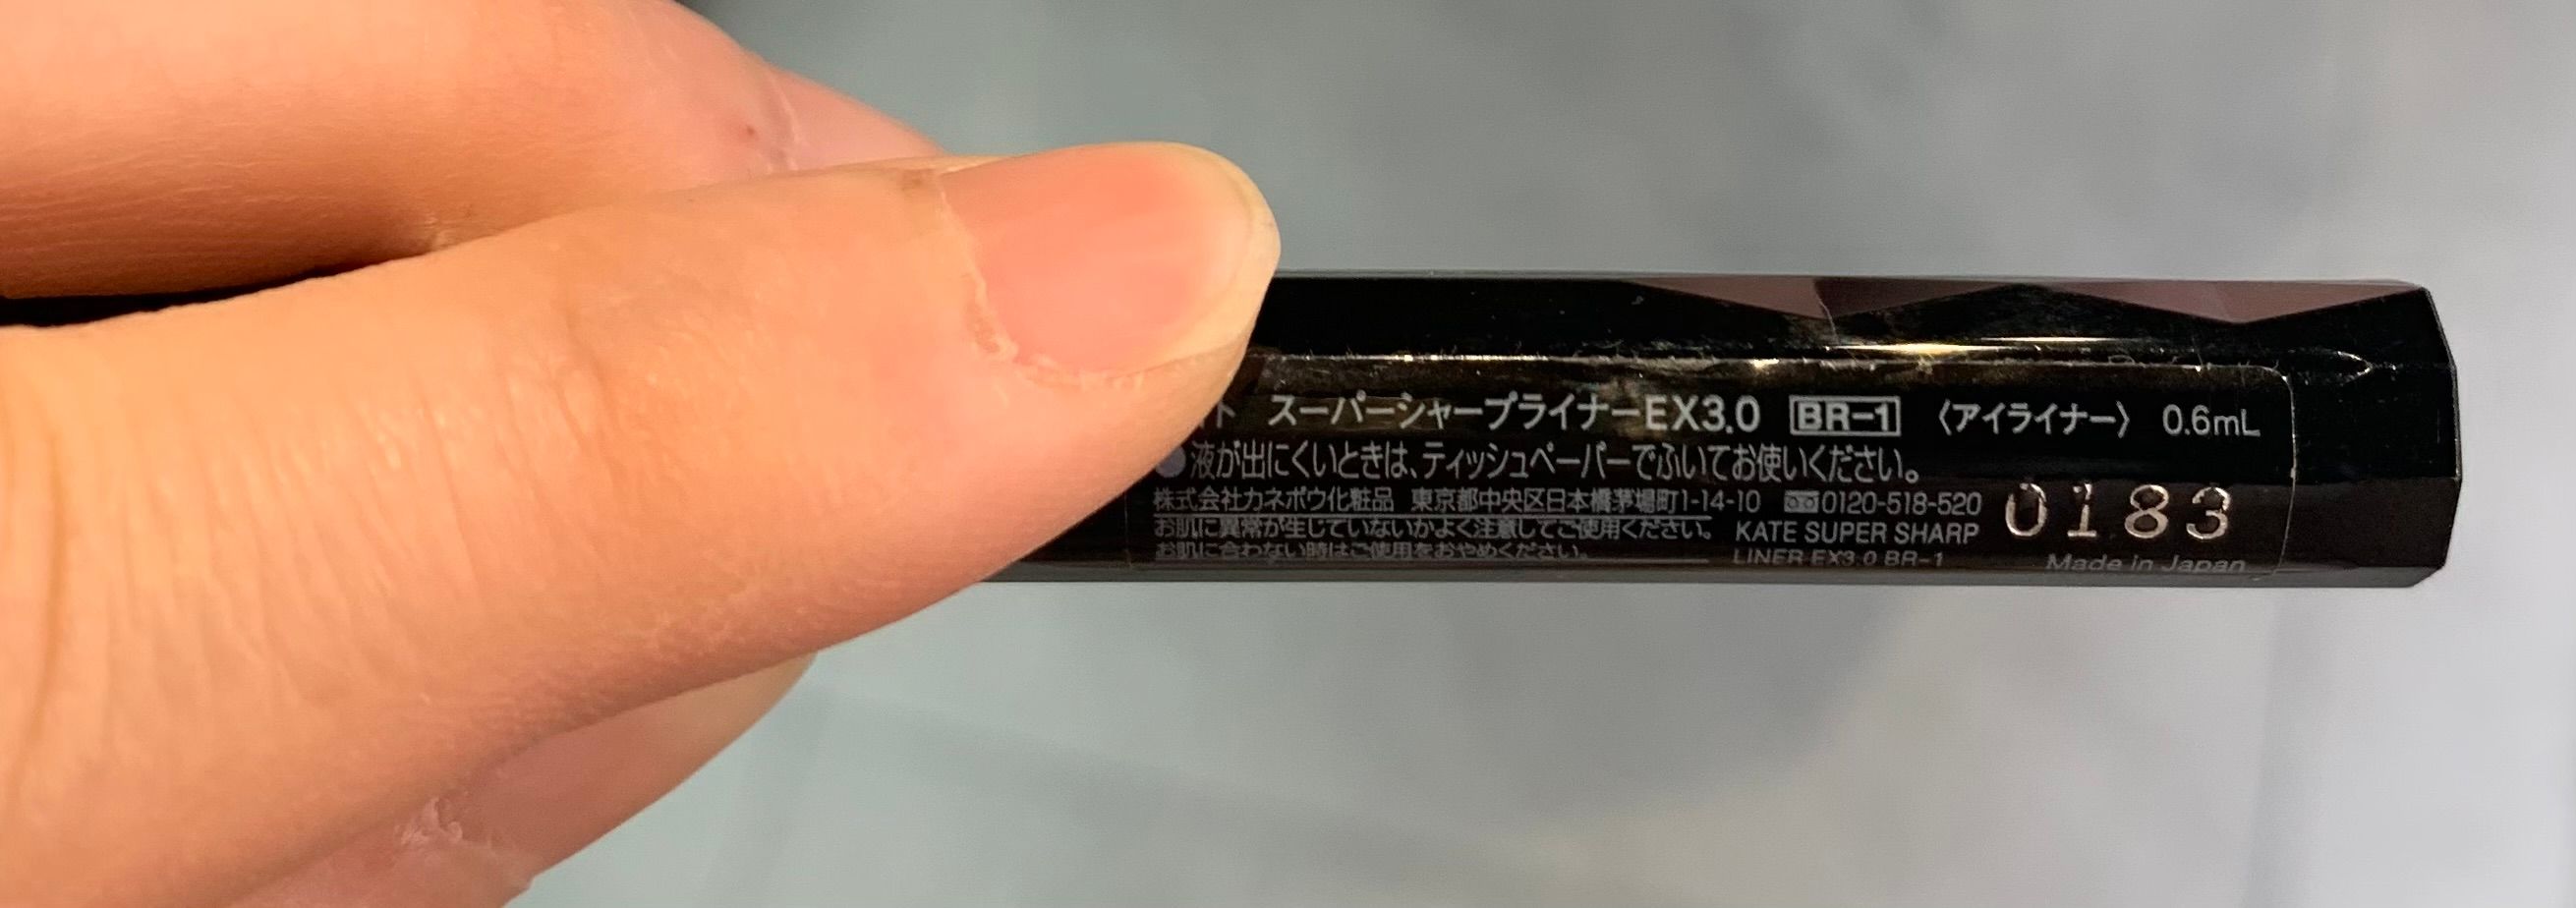 ト スーパーシャープライナーEX3.0 BR-1 〈アイライナー〉 0.6mL
●液が出にくいときは、ティッシュペーパーでふいてお使いください。
株式会社カネボウ化粧品 東京都中央区日本橋茅場町1-14-10 0120-518-520
お肌に異常が生じていないかよく注意してご使用ください。
お肌に合わない時はご使用をおやめください。
KATE SUPER SHARP
LINER EX3.0 BR-1
0183
Made in Japan